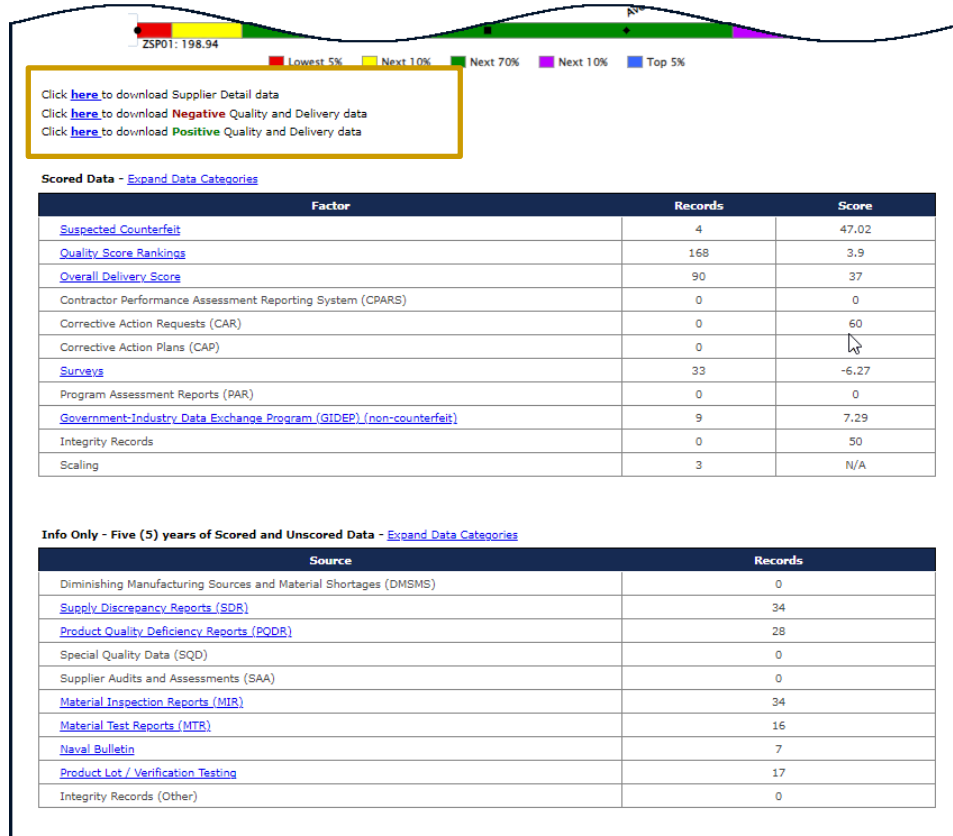 ZSP01: 198.94
Lowest 5% Next 10% Next 70% Next 10% Top 5%
Click here to download Supplier Detail data
Click here to download Negative Quality and Delivery data
Click here to download Positive Quality and Delivery data
Scored Data - Expand Data Categories
Factor Records Score
Suspected Counterfeit 4 47.02
Quality Score Rankings 168 3.9
Overall Delivery Score 90 37
Contractor Performance Assessment Reporting System (CPARS) 0 0
Corrective Action Requests (CAR) 0 60
Corrective Action Plans (CAP) 0
Surveys 33 -6.27
Program Assessment Reports (PAR) 0 0
Government-Industry Data Exchange Program (GIDEP) (non-counterfeit) 9 7.29
Integrity Records 0 50
Scaling 3 N/A
Info Only - Five (5) years of Scored and Unscored Data - Expand Data Categories
Source Records
Diminishing Manufacturing Sources and Material Shortages (DMSMS) 0
Supply Discrepancy Reports (SDR) 34
Product Quality Deficiency Reports (PQDR) 28
Special Quality Data (SQD) 0
Supplier Audits and Assessments (SAA) 0
Material Inspection Reports (MIR) 34
Material Test Reports (MTR) 16
Naval Bulletin 7
Product Lot / Verification Testing 17
Integrity Records (Other) 0